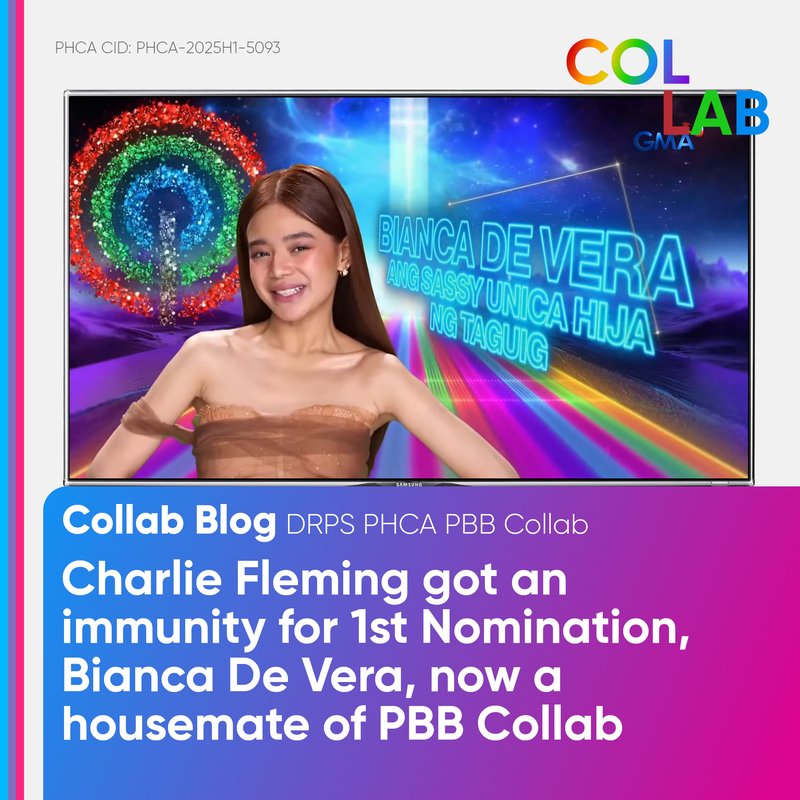 PHCA CID: PHCA-2025H1-5093
COL
LAB
GMA
BIANCA DE VERA
ANG SASSY UNICA HIJA
NG TAGUIG
SAMSUNG
Collab Blog DRPS PHCA PBB Collab
Charlie Fleming got an
immunity for 1st Nomination,
Bianca De Vera, now a
housemate of PBB Collab